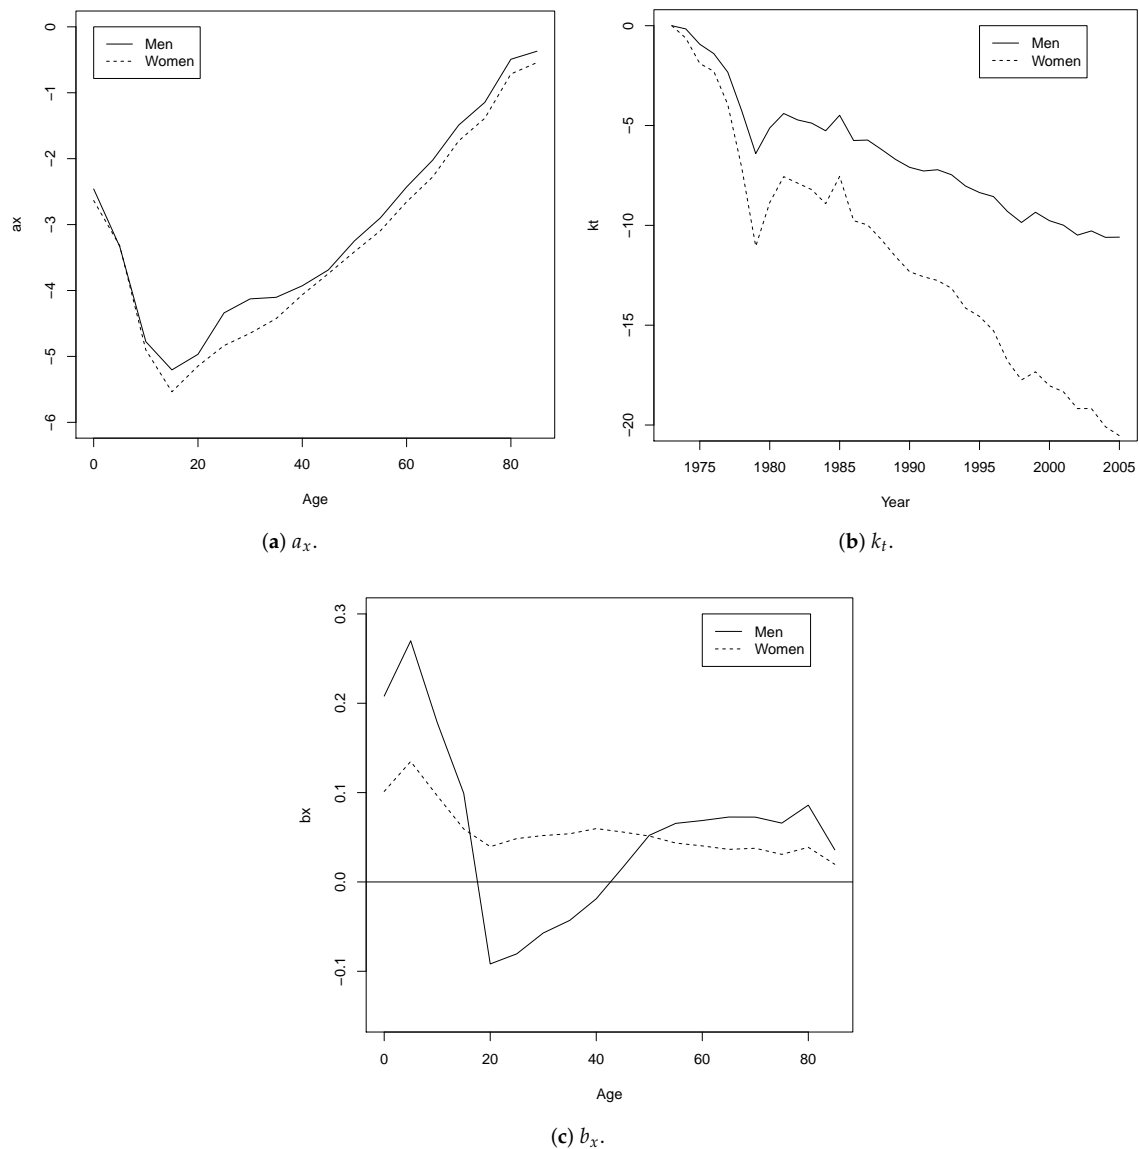 0
−1
−2
−3
−4
−5
−6
ax
Men
Women
0 20 40 60 80
Age
(a) a_x.
0
−5
−10
−15
−20
kt
Men
Women
1975 1980 1985 1990 1995 2000 2005
Year
(b) k_t.
0.3
0.2
0.1
0.0
−0.1
bx
Men
Women
0 20 40 60 80
Age
(c) b_x.